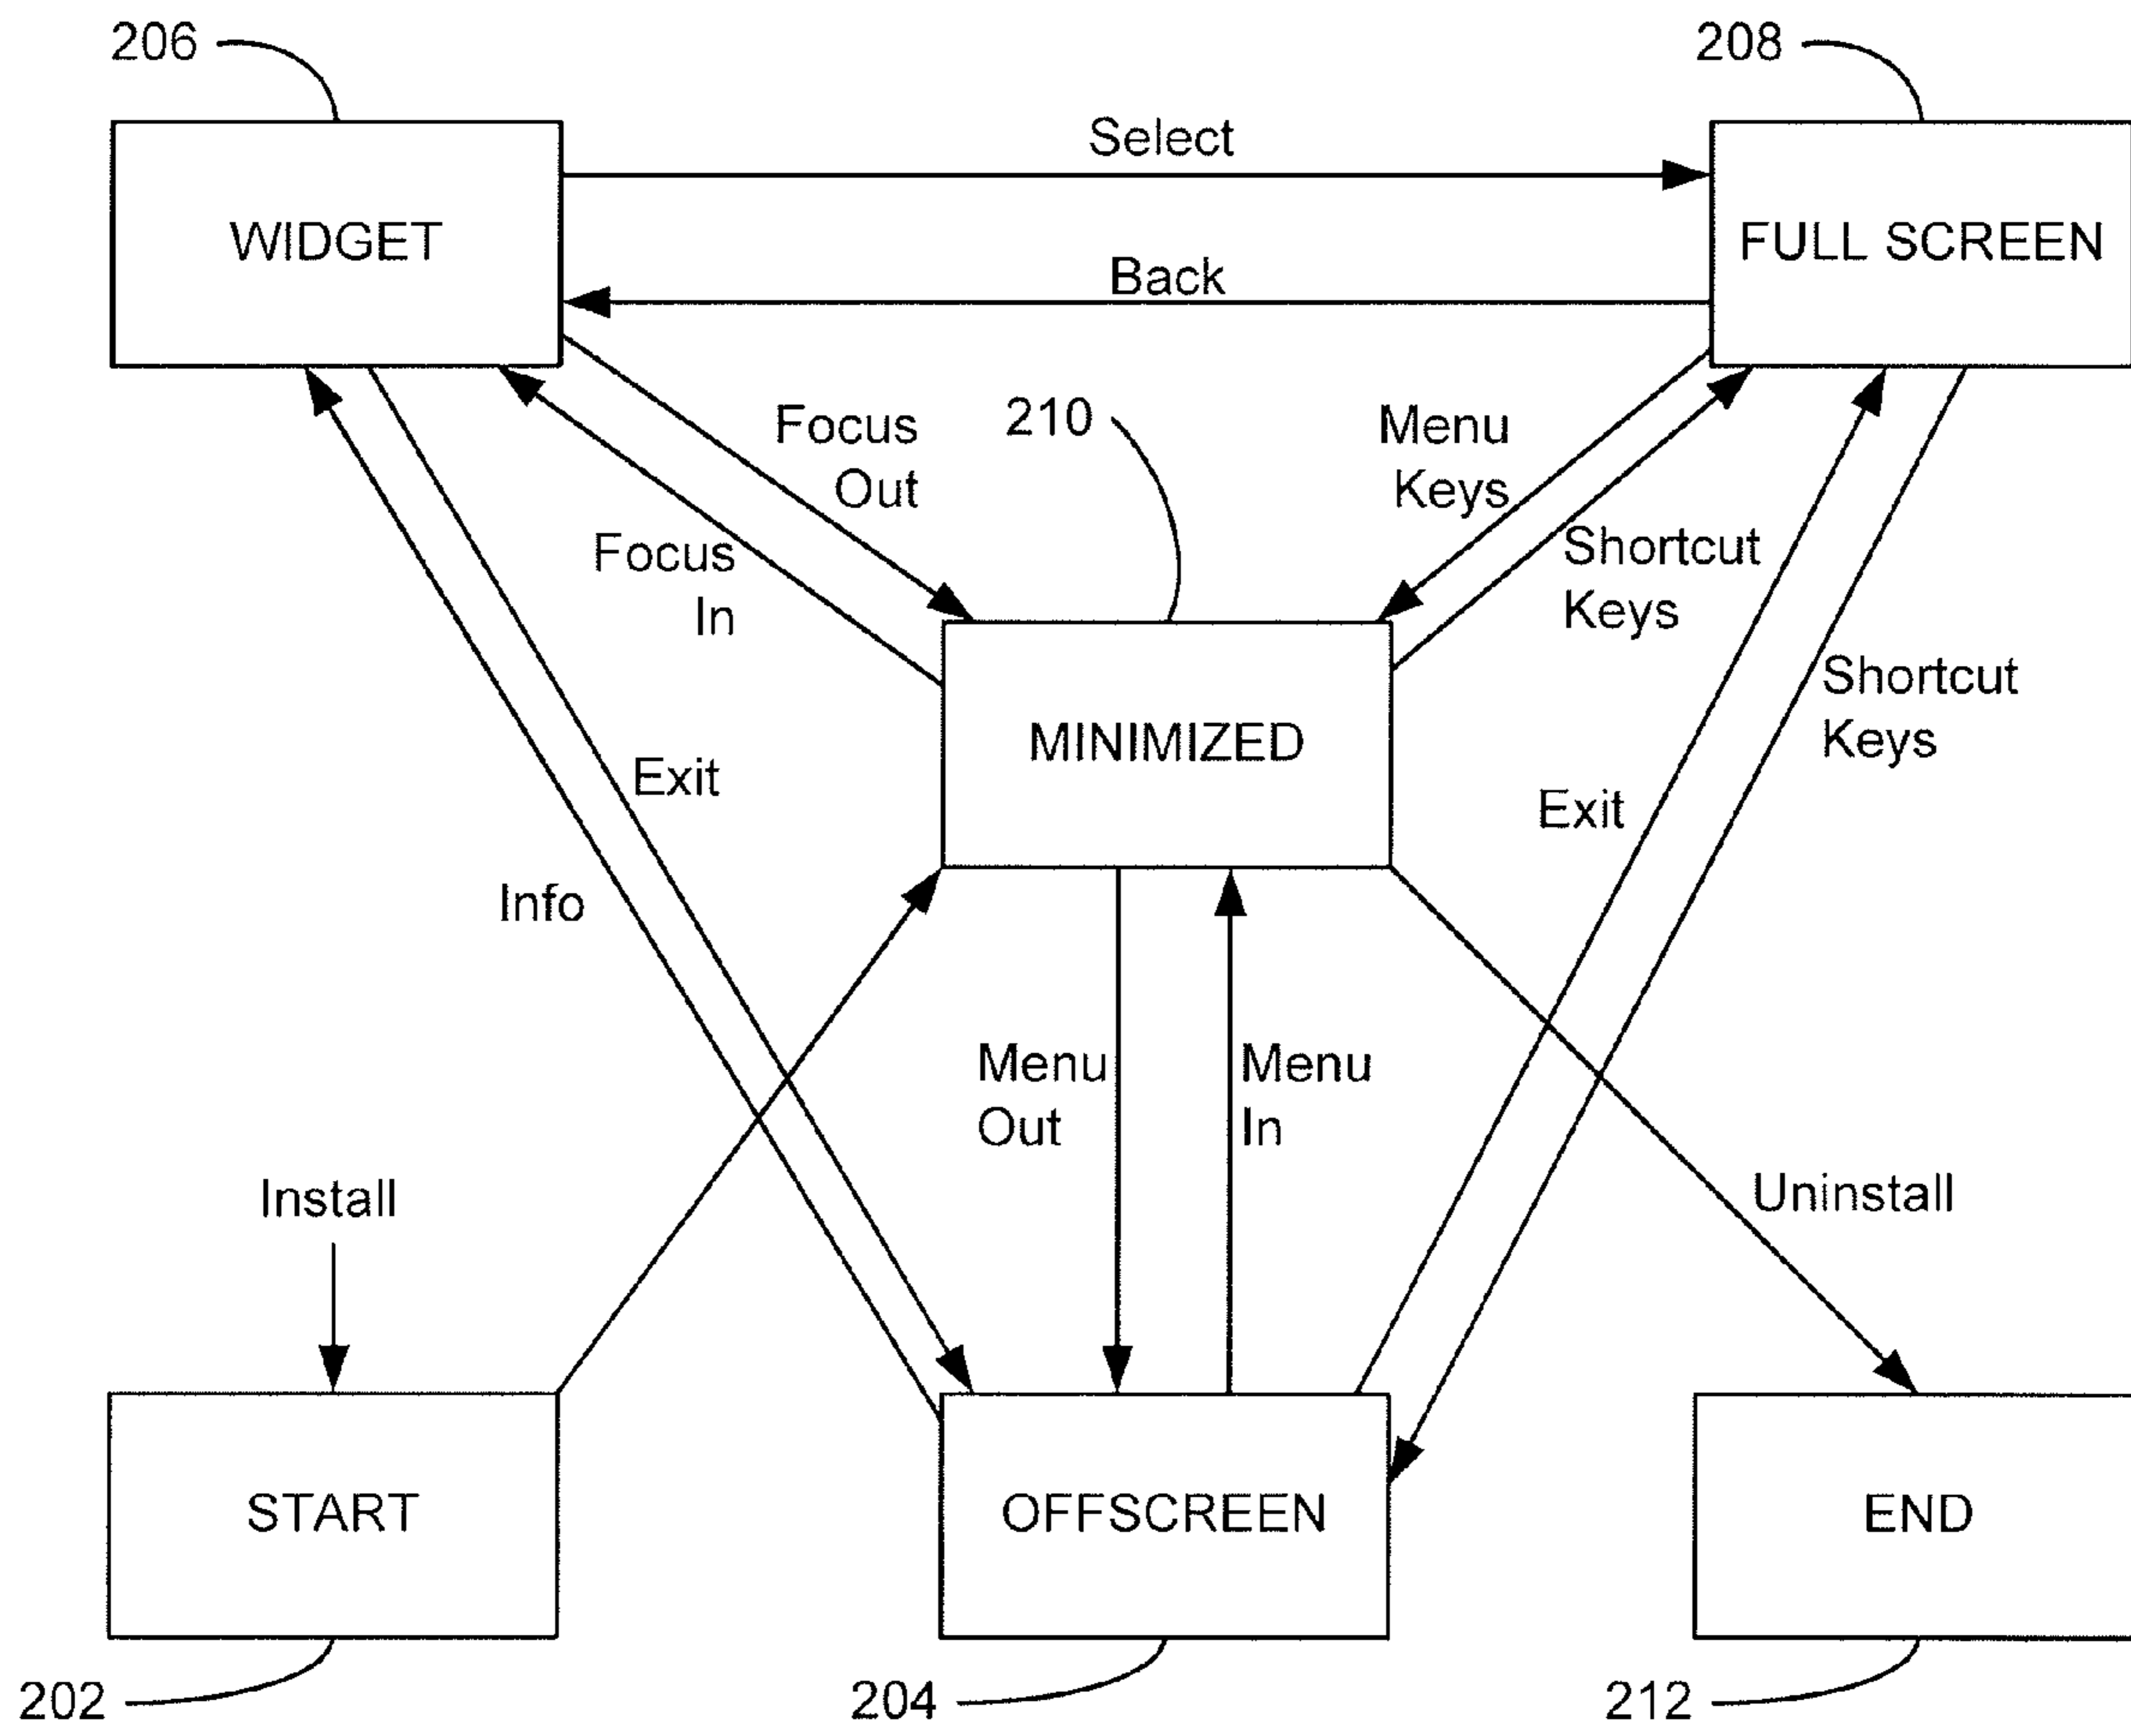 206
208
Select
WIDGET
FULL SCREEN
Back
210
Focus
Out
Menu
Keys
Focus
In
Shortcut
Keys
Shortcut
Keys
MINIMIZED
Exit
Exit
Info
Menu
Out
Menu
In
Install
Uninstall
START
OFFSCREEN
END
202
204
212